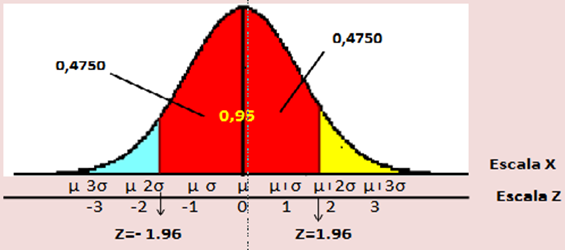 0,4750
0,4750
0,95
Escala X
μ 3σ μ 2σ μ σ μ μ+σ μ+2σ μ+3σ
Escala Z
-3 -2 -1 0 1 2 3
Z=- 1.96 Z=1.96